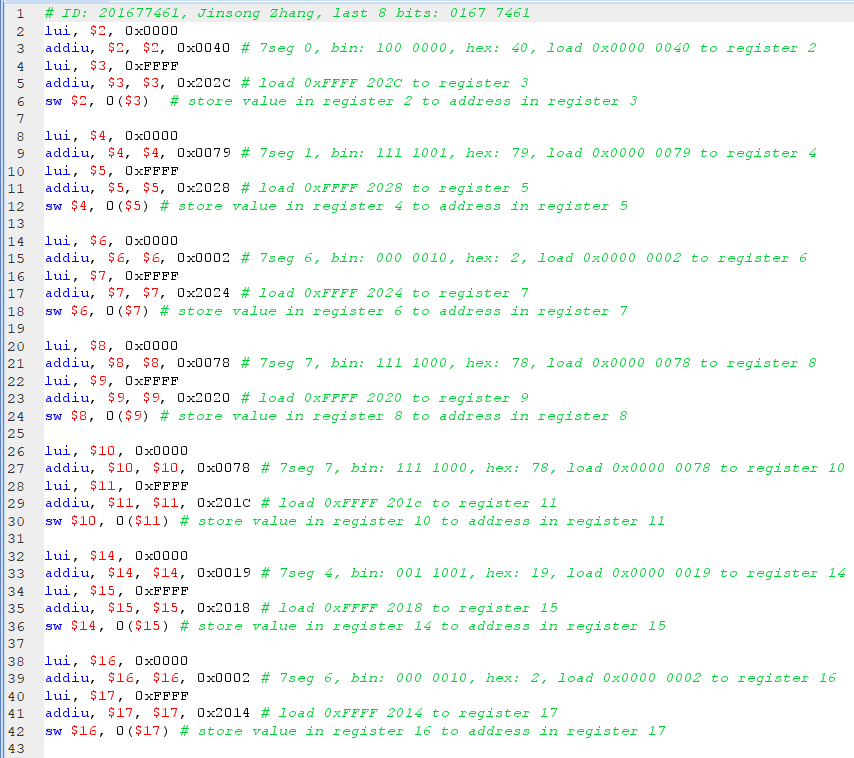 1 # ID: 201677461, Jinsong Zhang, last 8 bits: 0167 7461
2 lui, $2, 0x0000
3 addiu, $2, $2, 0x0040 # 7seg 0, bin: 100 0000, hex: 40, load 0x0000 0040 to register 2
4 lui, $3, 0xFFFF
5 addiu, $3, $3, 0x202C # load 0xFFFF 202C to register 3
6 sw $2, 0($3) # store value in register 2 to address in register 3
7
8 lui, $4, 0x0000
9 addiu, $4, $4, 0x0079 # 7seg 1, bin: 111 1001, hex: 79, load 0x0000 0079 to register 4
10 lui, $5, 0xFFFF
11 addiu, $5, $5, 0x2028 # load 0xFFFF 2028 to register 5
12 sw $4, 0($5) # store value in register 4 to address in register 5
13
14 lui, $6, 0x0000
15 addiu, $6, $6, 0x0002 # 7seg 6, bin: 000 0010, hex: 2, load 0x0000 0002 to register 6
16 lui, $7, 0xFFFF
17 addiu, $7, $7, 0x2024 # load 0xFFFF 2024 to register 7
18 sw $6, 0($7) # store value in register 6 to address in register 7
19
20 lui, $8, 0x0000
21 addiu, $8, $8, 0x0078 # 7seg 7, bin: 111 1000, hex: 78, load 0x0000 0078 to register 8
22 lui, $9, 0xFFFF
23 addiu, $9, $9, 0x2020 # load 0xFFFF 2020 to register 9
24 sw $8, 0($9) # store value in register 8 to address in register 8
25
26 lui, $10, 0x0000
27 addiu, $10, $10, 0x0078 # 7seg 7, bin: 111 1000, hex: 78, load 0x0000 0078 to register 10
28 lui, $11, 0xFFFF
29 addiu, $11, $11, 0x201C # load 0xFFFF 201c to register 11
30 sw $10, 0($11) # store value in register 10 to address in register 11
31
32 lui, $14, 0x0000
33 addiu, $14, $14, 0x0019 # 7seg 4, bin: 001 1001, hex: 19, load 0x0000 0019 to register 14
34 lui, $15, 0xFFFF
35 addiu, $15, $15, 0x2018 # load 0xFFFF 2018 to register 15
36 sw $14, 0($15) # store value in register 14 to address in register 15
37
38 lui, $16, 0x0000
39 addiu, $16, $16, 0x0002 # 7seg 6, bin: 000 0010, hex: 2, load 0x0000 0002 to register 16
40 lui, $17, 0xFFFF
41 addiu, $17, $17, 0x2014 # load 0xFFFF 2014 to register 17
42 sw $16, 0($17) # store value in register 16 to address in register 17
43